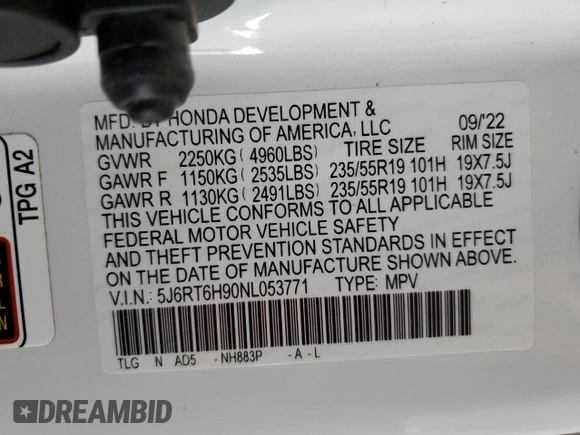 MFD. BY HONDA DEVELOPMENT &
MANUFACTURING OF AMERICA, LLC 09/'22
GVWR 2250KG ( 4960LBS) TIRE SIZE RIM SIZE
GAWR F 1150KG ( 2535LBS) 235/55R19 101H 19X7.5J
GAWR R 1130KG ( 2491LBS) 235/55R19 101H 19X7.5J
THIS VEHICLE CONFORMS TO ALL APPLICABLE
FEDERAL MOTOR VEHICLE SAFETY
AND THEFT PREVENTION STANDARDS IN EFFECT
ON THE DATE OF MANUFACTURE SHOWN ABOVE.
V.I.N.: 5J6RT6H90NL053771 TYPE: MPV
TLG N AD5 - NH883P - A - L
TPG A2
DREAMBID